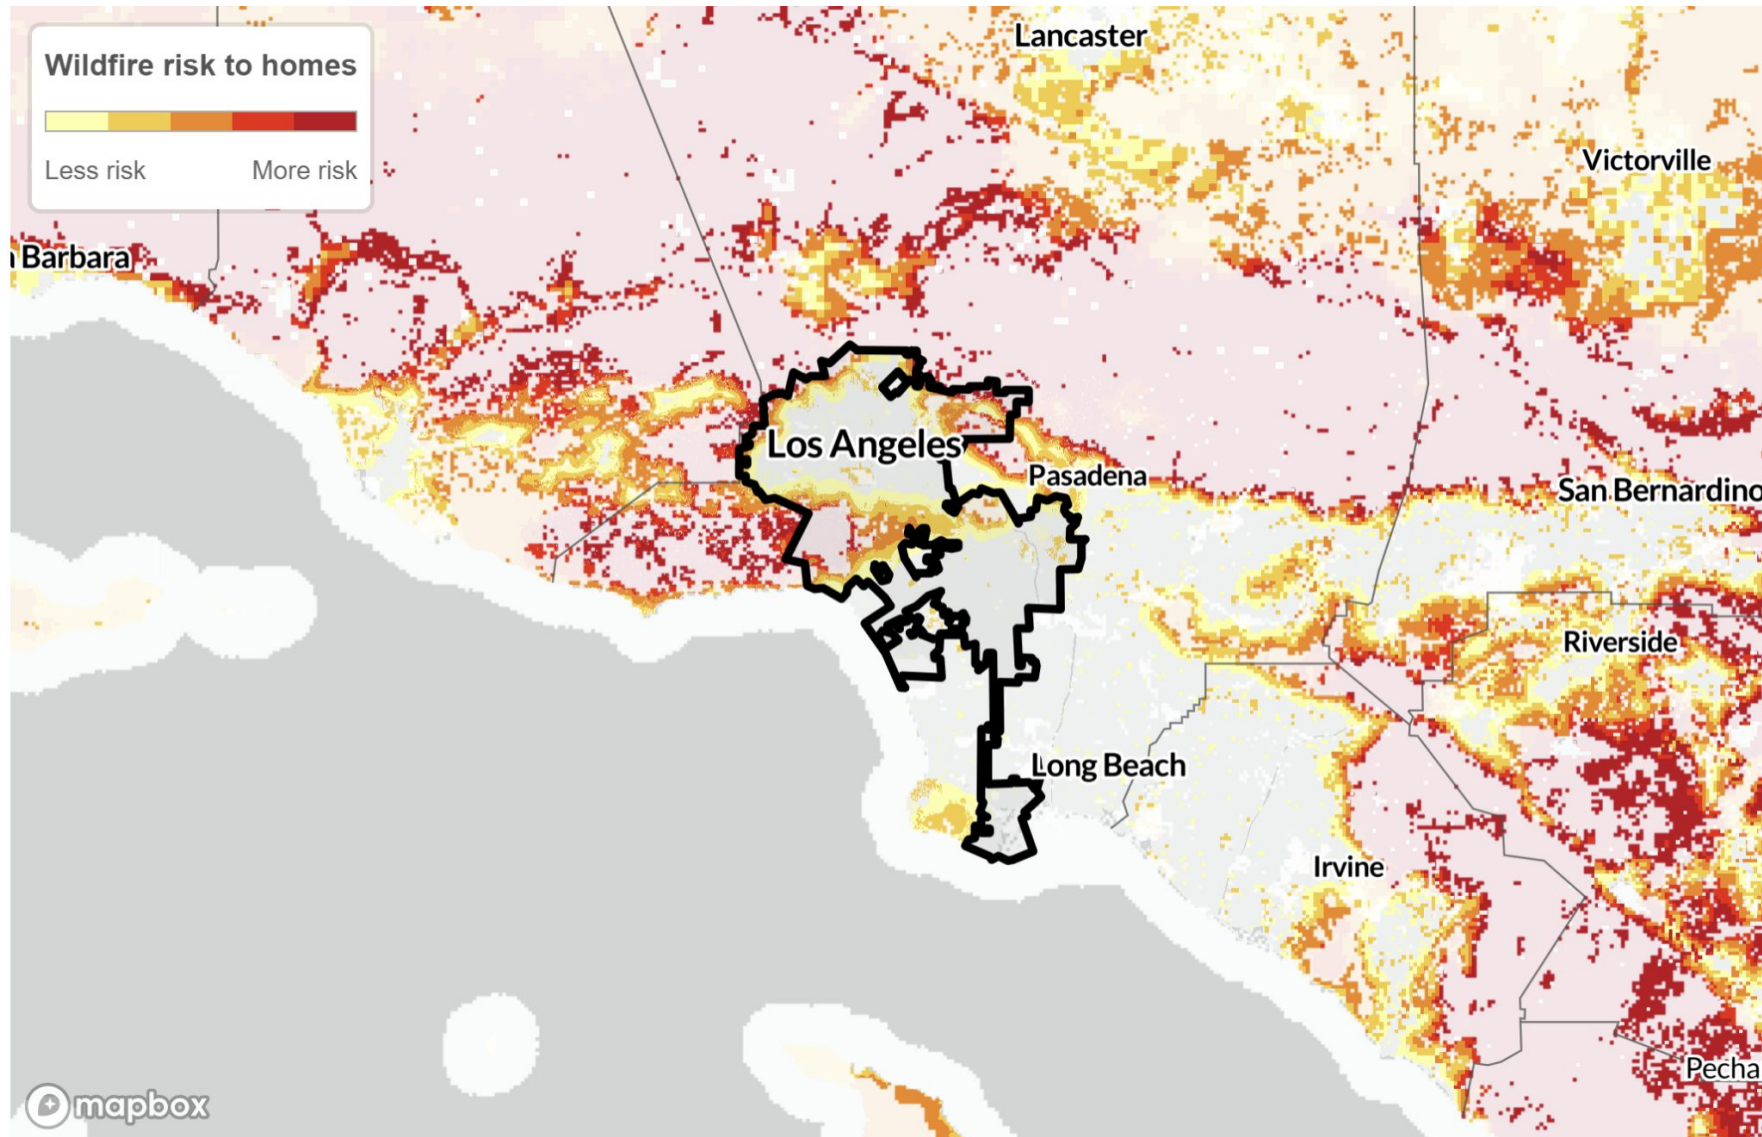 Wildfire risk to homes
Less risk More risk
Lancaster
Victorville
Barbara
Los Angeles
Pasadena
San Bernardino
Riverside
Long Beach
Irvine
Pecha
mapbox